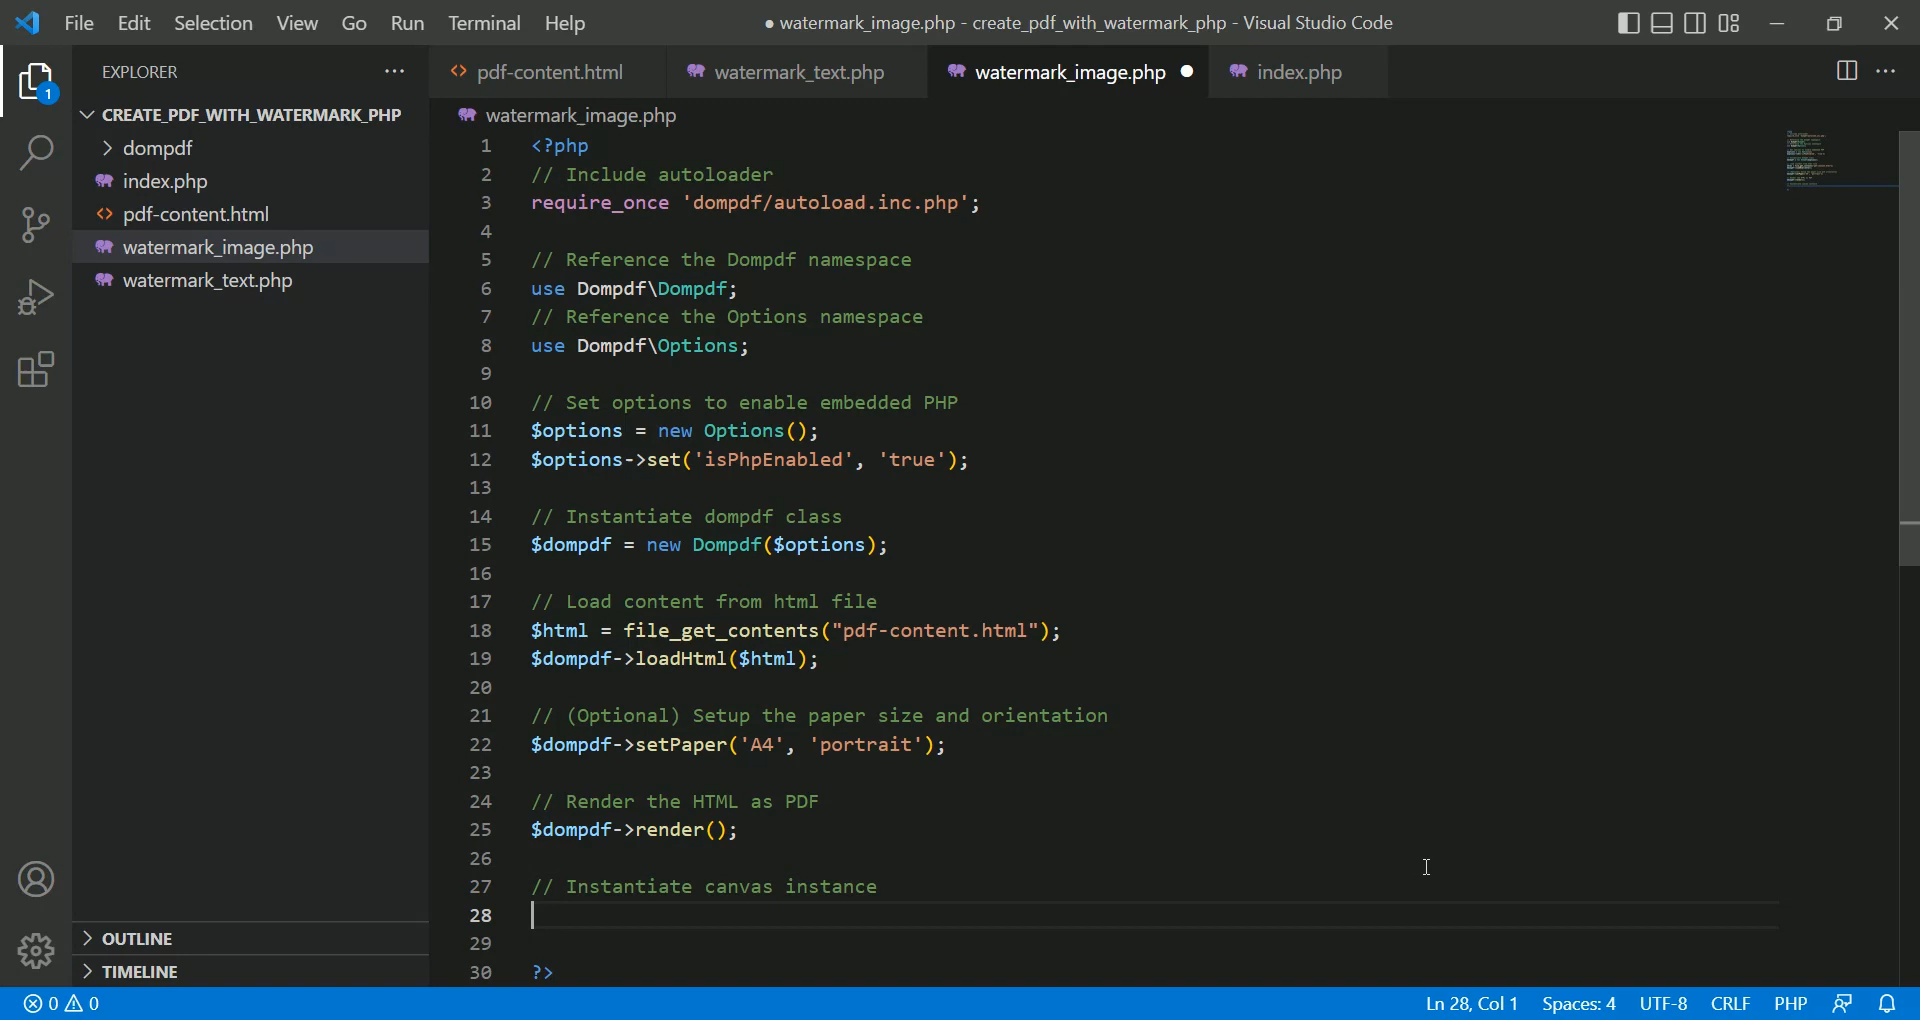 File Edit Selection View Go Run Terminal Help
● watermark_image.php - create_pdf_with_watermark_php - Visual Studio Code
EXPLORER
1
CREATE_PDF_WITH_WATERMARK_PHP
dompdf
index.php
pdf-content.html
watermark_image.php
watermark_text.php
OUTLINE
TIMELINE
pdf-content.html watermark_text.php watermark_image.php index.php
watermark_image.php
1 <?php
2 // Include autoloader
3 require_once 'dompdf/autoload.inc.php';
4
5 // Reference the Dompdf namespace
6 use Dompdf\Dompdf;
7 // Reference the Options namespace
8 use Dompdf\Options;
9
10 // Set options to enable embedded PHP
11 $options = new Options();
12 $options->set('isPhpEnabled', 'true');
13
14 // Instantiate dompdf class
15 $dompdf = new Dompdf($options);
16
17 // Load content from html file
18 $html = file_get_contents("pdf-content.html");
19 $dompdf->loadHtml($html);
20
21 // (Optional) Setup the paper size and orientation
22 $dompdf->setPaper('A4', 'portrait');
23
24 // Render the HTML as PDF
25 $dompdf->render();
26
27 // Instantiate canvas instance
28
29
30 ?>
0 0
Ln 28, Col 1 Spaces: 4 UTF-8 CRLF PHP